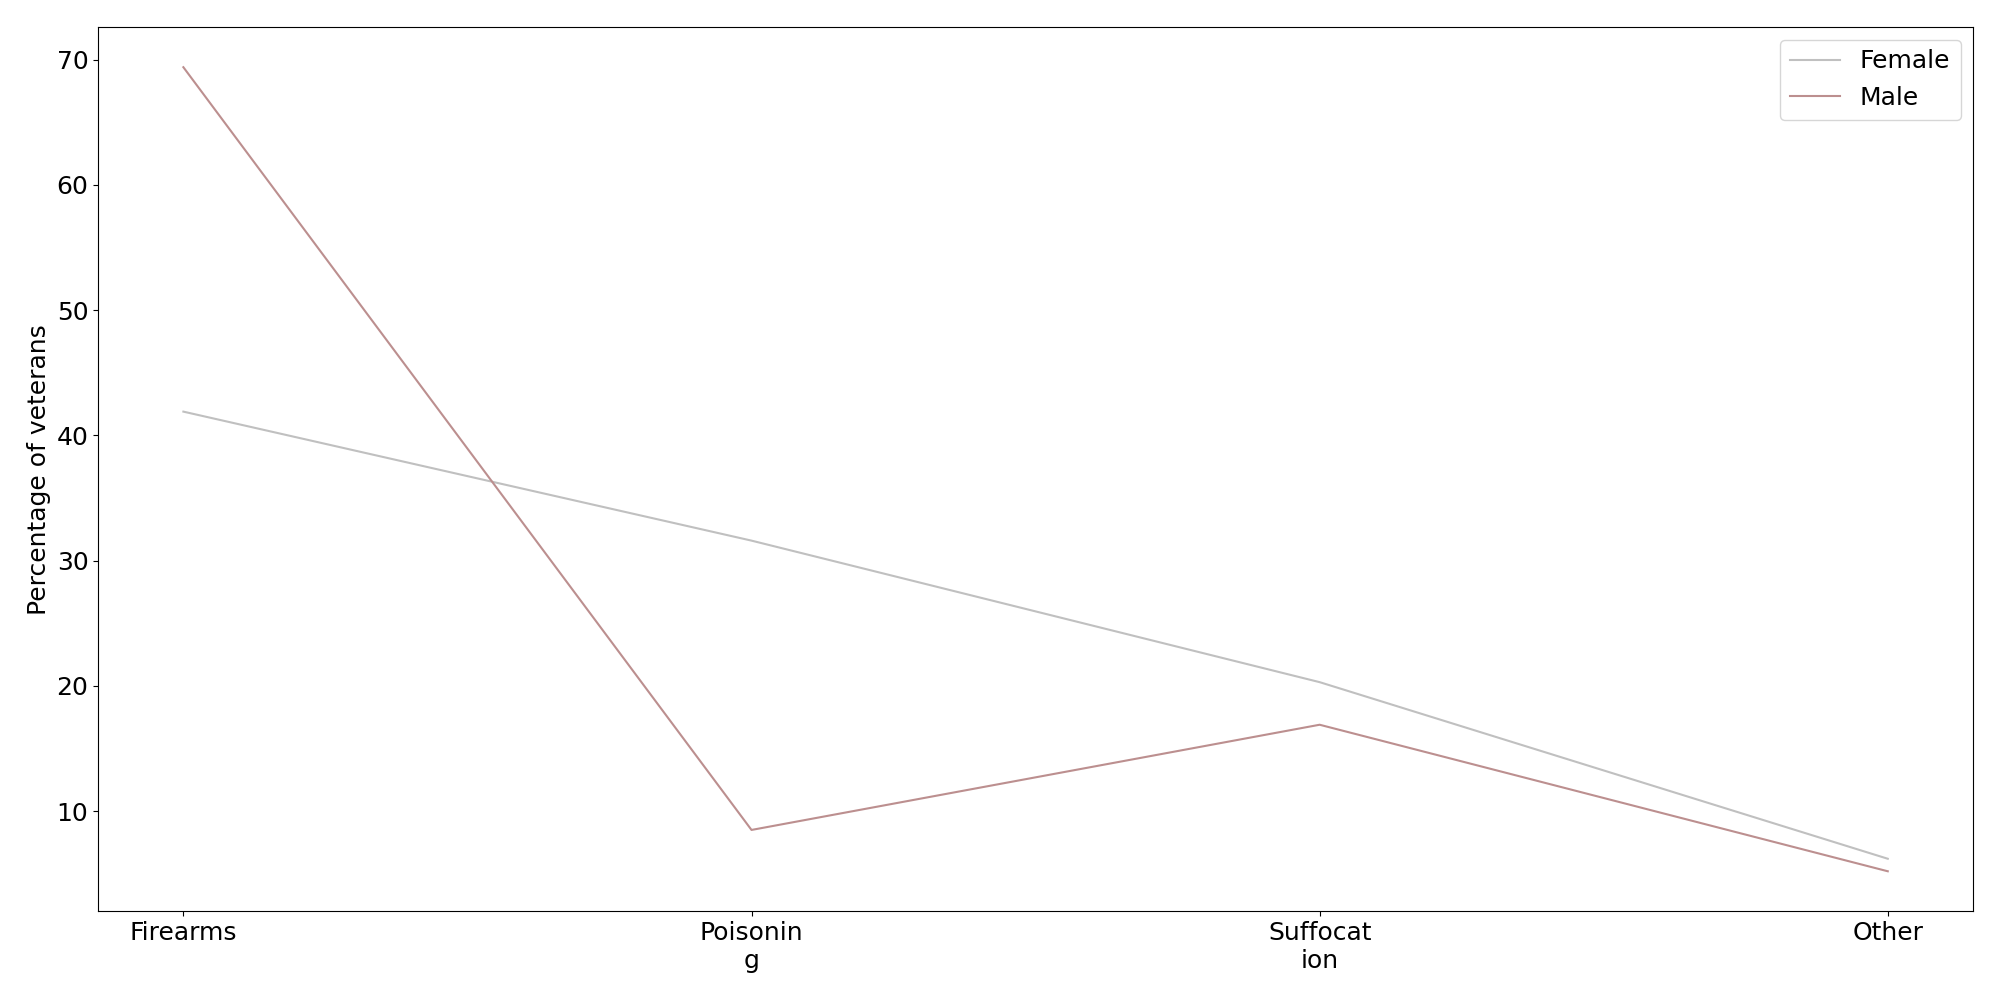 70
60
50
40
30
20
10
Percentage of veterans
Female
Male
Firearms
Poisonin
g
Suffocat
ion
Other